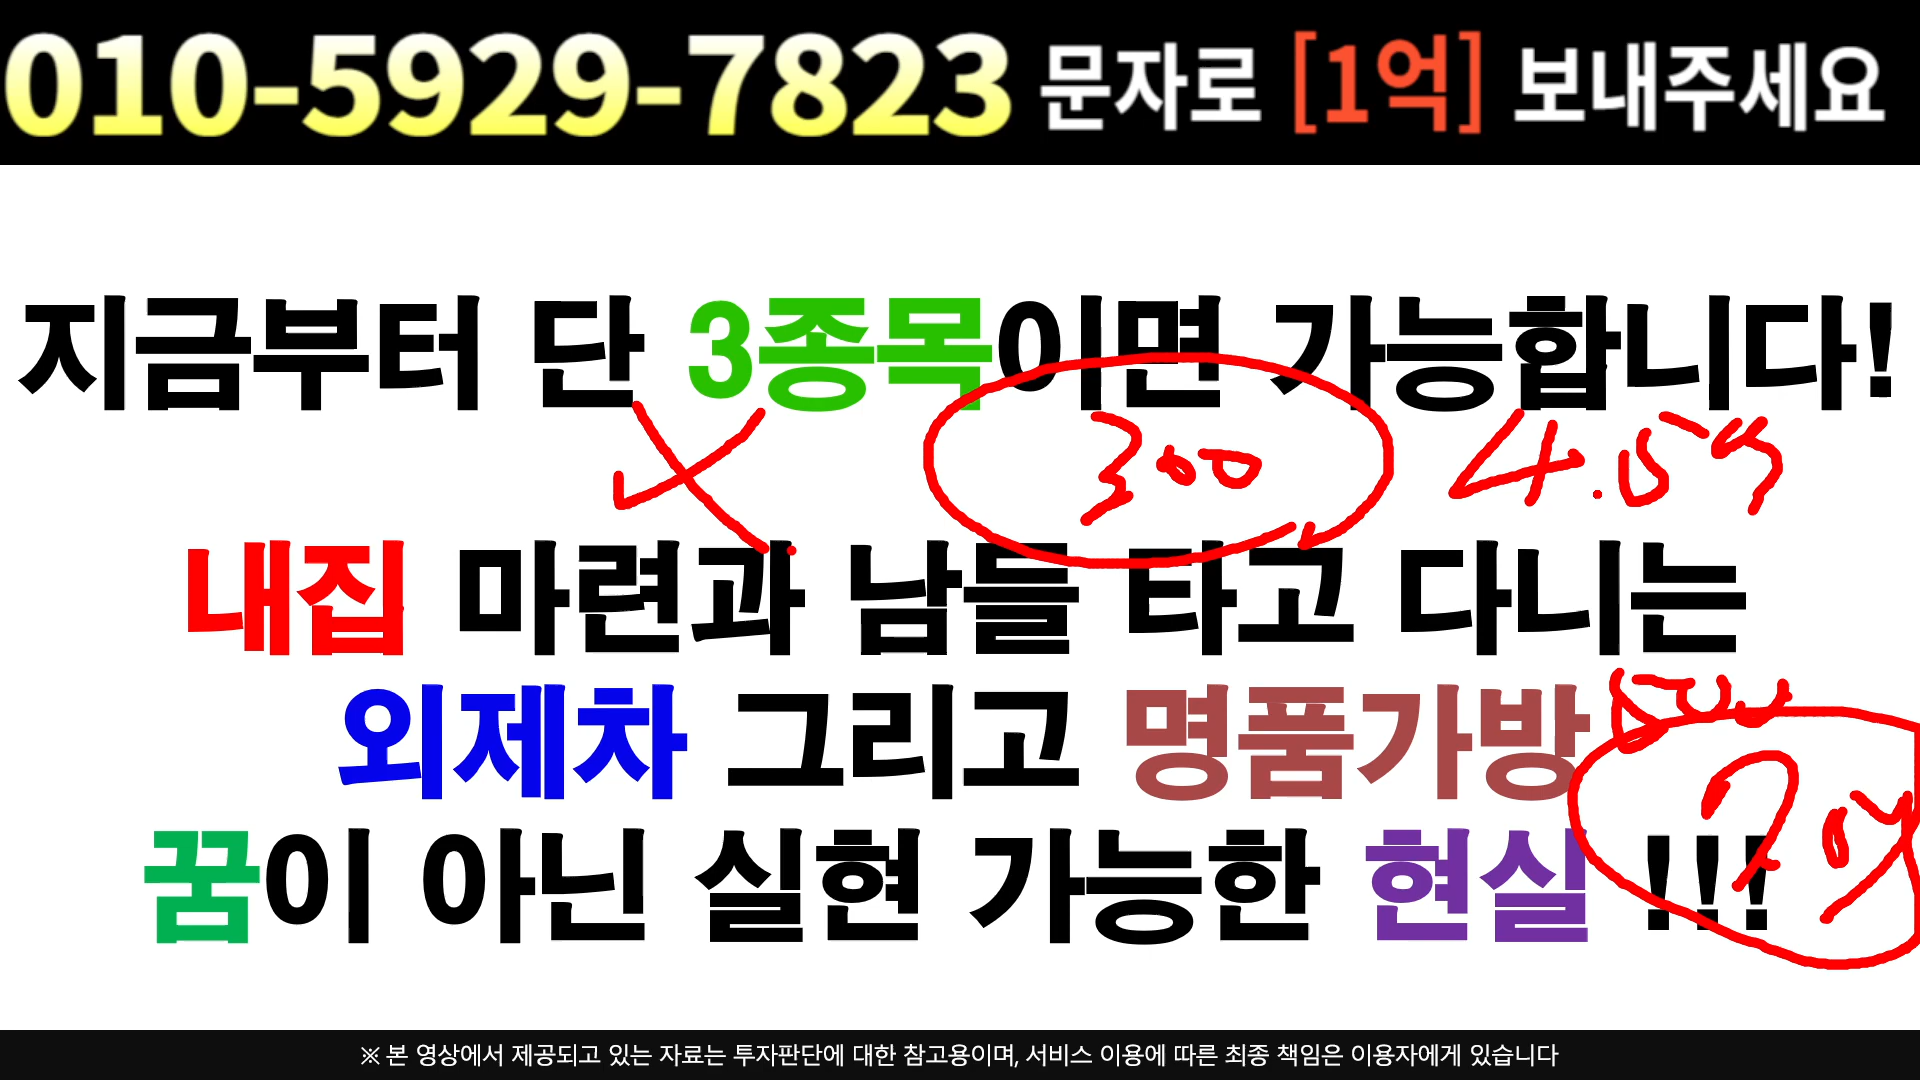 010-5929-7823 문자로 [1억] 보내주세요
지금부터 단 3종목이면 가능합니다!
300 4.5억
내집 마련과 남들 타고 다니는
외제차 그리고 명품가방
꿈이 아닌 실현 가능한 현실 !!!
※ 본 영상에서 제공되고 있는 자료는 투자판단에 대한 참고용이며, 서비스 이용에 따른 최종 책임은 이용자에게 있습니다